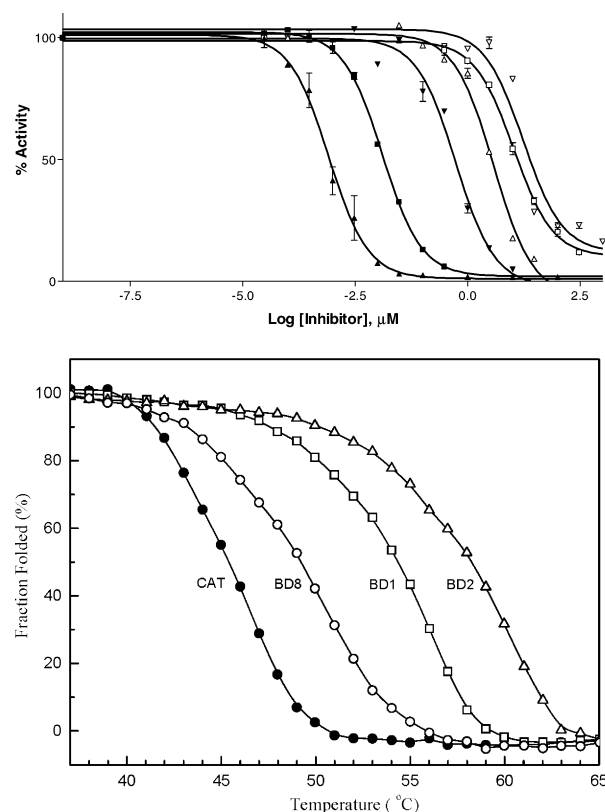 100
50
0
% Activity
-7.5 -5.0 -2.5 0.0 2.5
Log [Inhibitor], µM
100
80
60
40
20
0
Fraction Folded (%)
CAT BD8 BD1 BD2
40 45 50 55 60 65
Temperature ( °C)